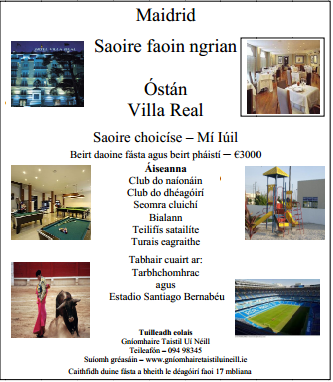 Maidrid
Saoire faoin ngrian
HOTEL VILLA REAL
Óstán
Villa Real
Saoire choicíse – Mí Iúil
Beirt daoine fásta agus beirt pháistí – €3000
Áiseanna
Club do naíonáin
Club do dhéagóirí
Seomra cluichí
Bialann
Teilifís satailíte
Turais eagraithe
Tabhair cuairt ar:
Tarbhchomhrac
agus
Estadio Santiago Bernabéu
Tuilleadh eolais
Gníomhaire Taistil Uí Néill
Teileafón – 094 98345
Suíomh gréasáin – www.gniomhairetaistiluineill.ie
Caithfidh duine fásta a bheith le déagóirí faoi 17 mbliana